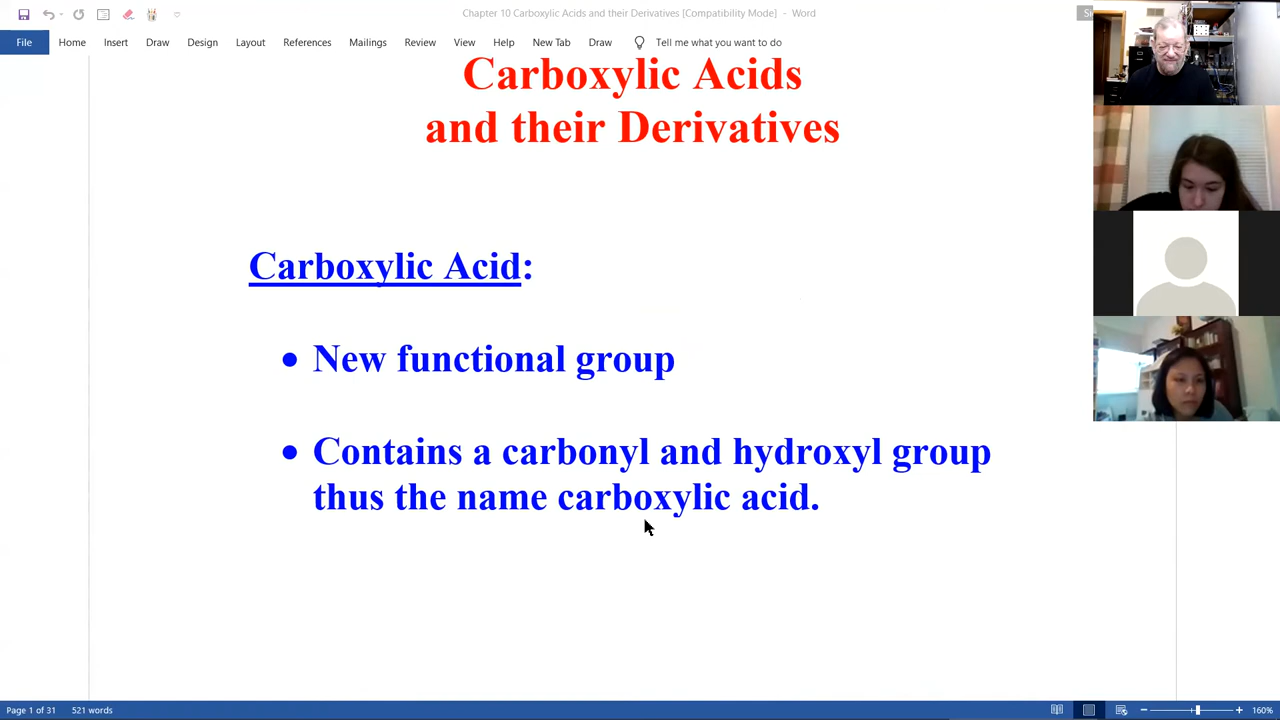 Chapter 10 Carboxylic Acids and their Derivatives [Compatibility Mode] - Word
File Home Insert Draw Design Layout References Mailings Review View Help New Tab Draw Tell me what you want to do
Carboxylic Acids
and their Derivatives
Carboxylic Acid:
• New functional group
• Contains a carbonyl and hydroxyl group
thus the name carboxylic acid.
Page 1 of 31 521 words 160%